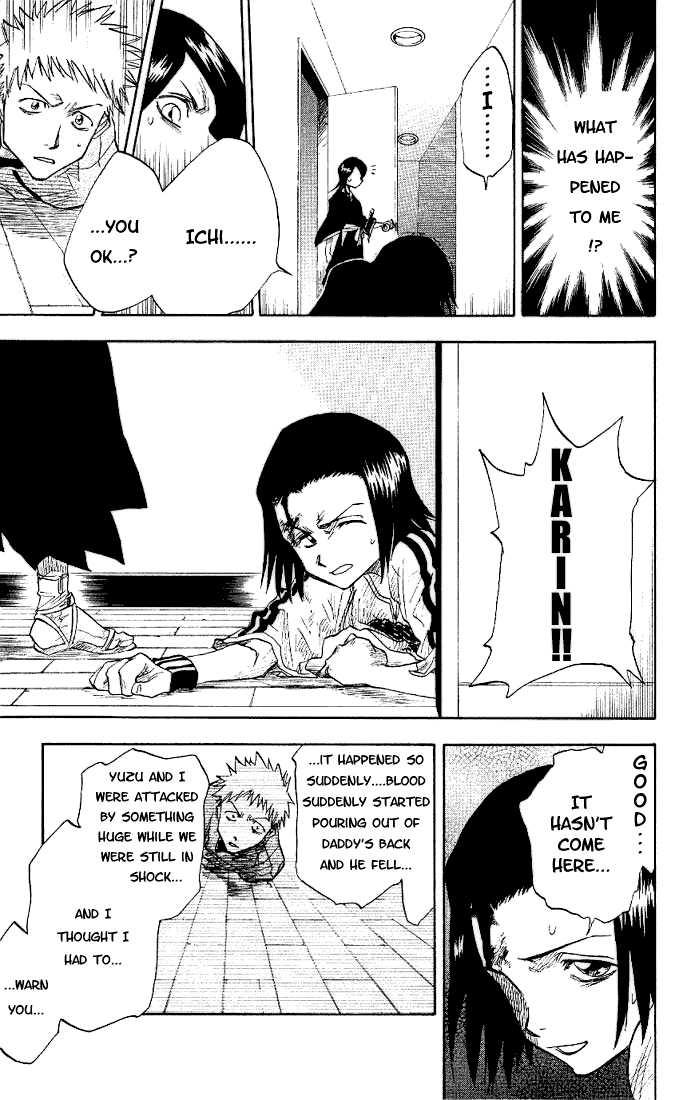 WHAT
HAS HAP-
PENED
TO ME
!?
...I......
ICHI......
...YOU
OK...?
KARIN!!
GOOD...
IT
HASN'T
COME
HERE...
...IT HAPPENED SO
SUDDENLY....BLOOD
SUDDENLY STARTED
POURING OUT OF
DADDY'S BACK
AND HE FELL...
YUZU AND I
WERE ATTACKED
BY SOMETHING
HUGE WHILE WE
WERE STILL IN
SHOCK...
AND I
THOUGHT I
HAD TO...
...WARN
YOU...